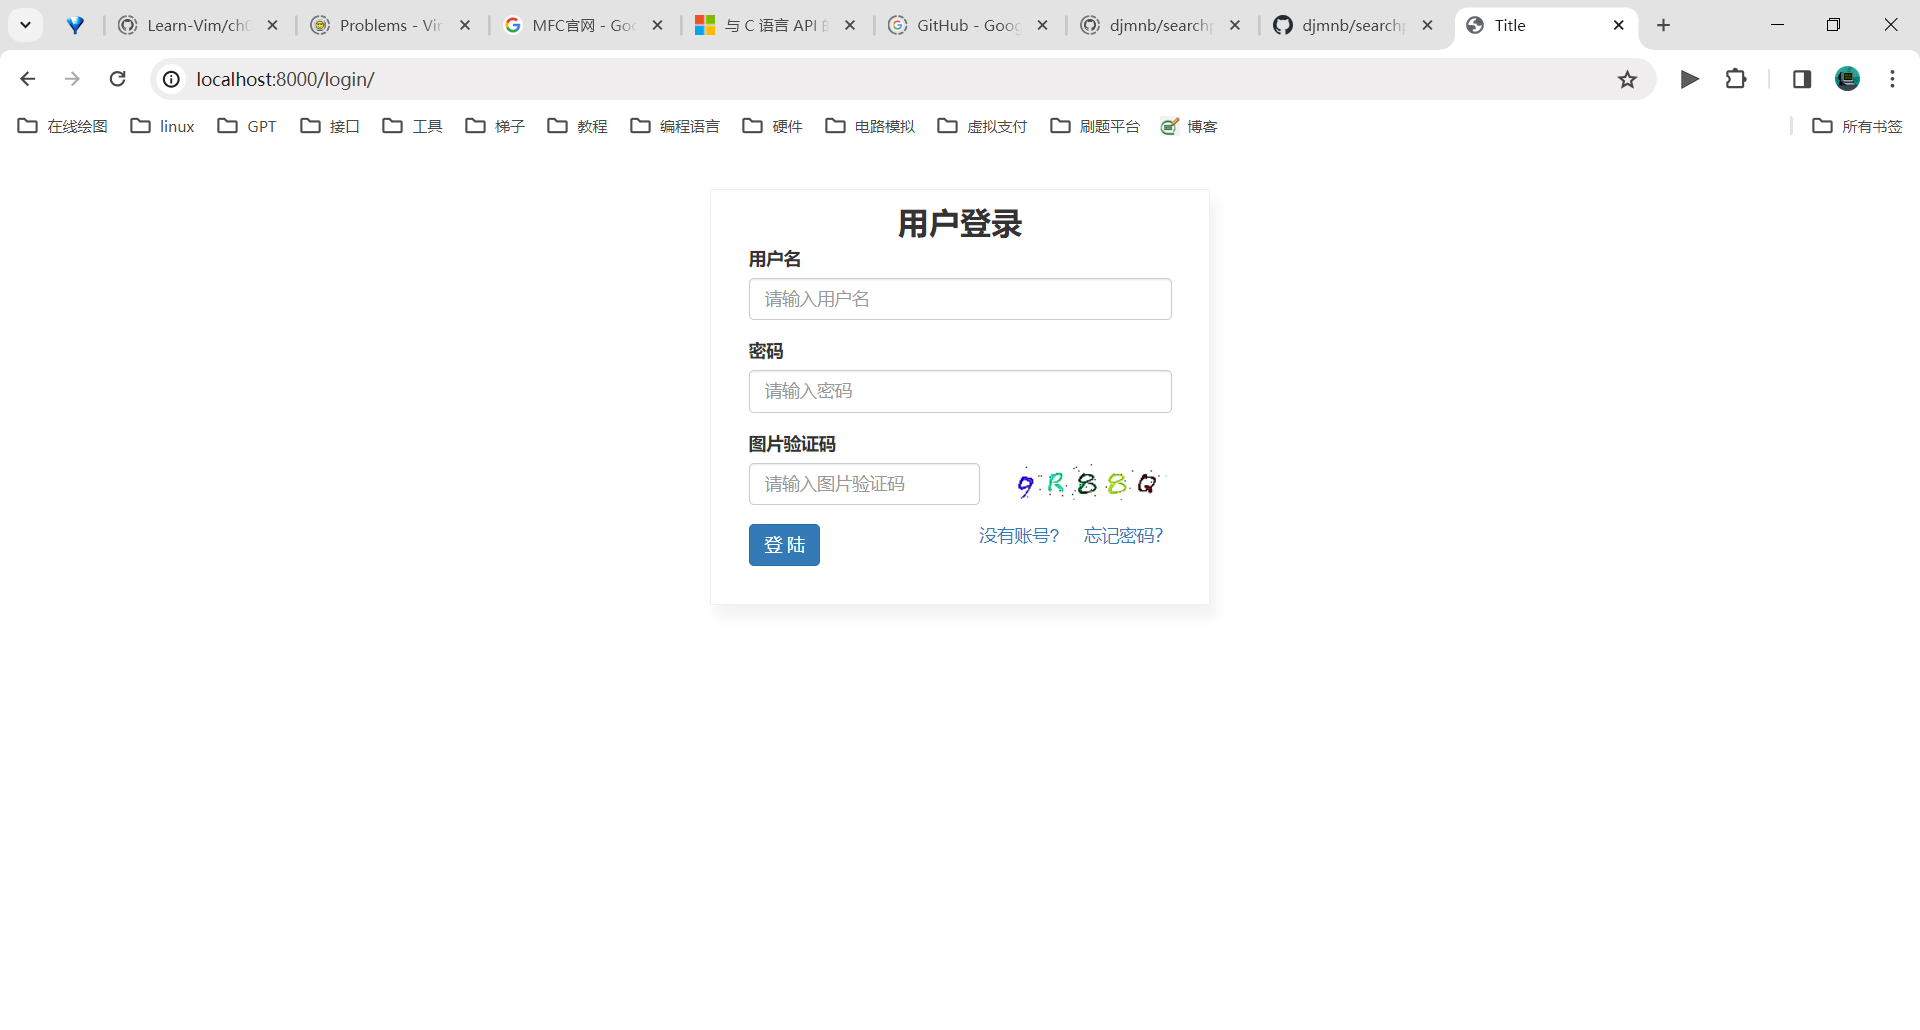 Learn-Vim/ch
Problems - Vir
MFC官网 - Goo
与 C 语言 API
GitHub - Goog
djmnb/search
djmnb/search
Title
localhost:8000/login/
在线绘图 linux GPT 接口 工具 梯子 教程 编程语言 硬件 电路模拟 虚拟支付 刷题平台 博客 所有书签
用户登录
用户名
请输入用户名
密码
请输入密码
图片验证码
请输入图片验证码 9R88Q
登 陆 没有账号? 忘记密码?